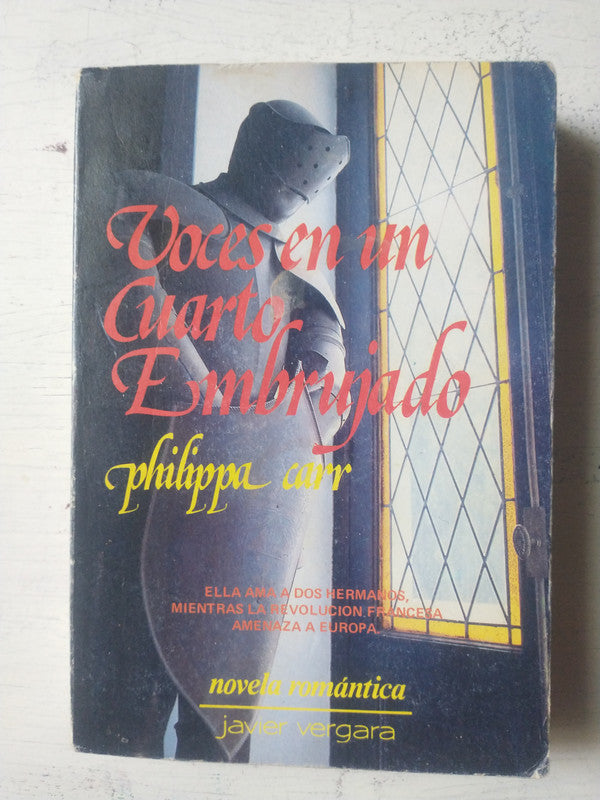 Voces en un
Cuarto
Embrujado
philippa carr
ELLA AMA A DOS HERMANOS,
MIENTRAS LA REVOLUCION FRANCESA
AMENAZA A EUROPA.
novela romántica
javier vergara